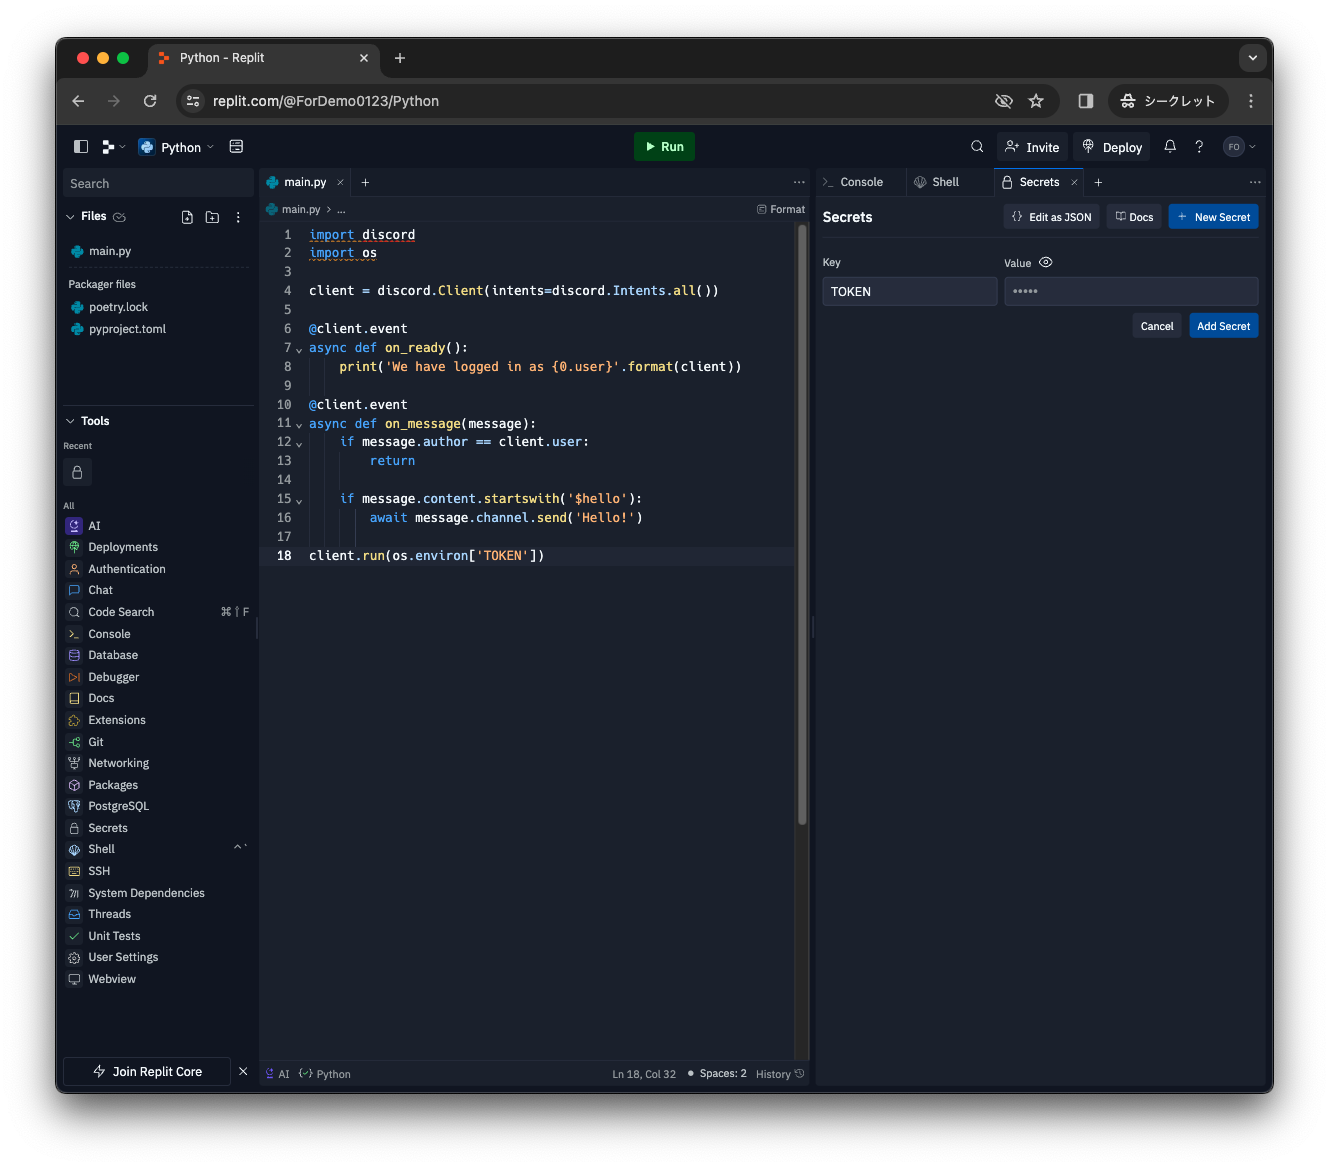 Python - Replit
replit.com/@ForDemo0123/Python
シークレット
Python
Run
Invite
Deploy
?
FO
Search
Files
main.py
Packager files
poetry.lock
pyproject.toml
Tools
Recent
All
AI
Deployments
Authentication
Chat
Code Search ⌘⇧F
Console
Database
Debugger
Docs
Extensions
Git
Networking
Packages
PostgreSQL
Secrets
Shell ^`
SSH
System Dependencies
Threads
Unit Tests
User Settings
Webview
Join Replit Core
main.py
main.py > ...
Format
1 import discord
2 import os
3
4 client = discord.Client(intents=discord.Intents.all())
5
6 @client.event
7 async def on_ready():
8     print('We have logged in as {0.user}'.format(client))
9
10 @client.event
11 async def on_message(message):
12     if message.author == client.user:
13         return
14
15     if message.content.startswith('$hello'):
16         await message.channel.send('Hello!')
17
18 client.run(os.environ['TOKEN'])
AI
Python
Ln 18, Col 32
Spaces: 2
History
Console
Shell
Secrets
Secrets
{} Edit as JSON
Docs
+ New Secret
Key
Value
TOKEN
•••••
Cancel
Add Secret